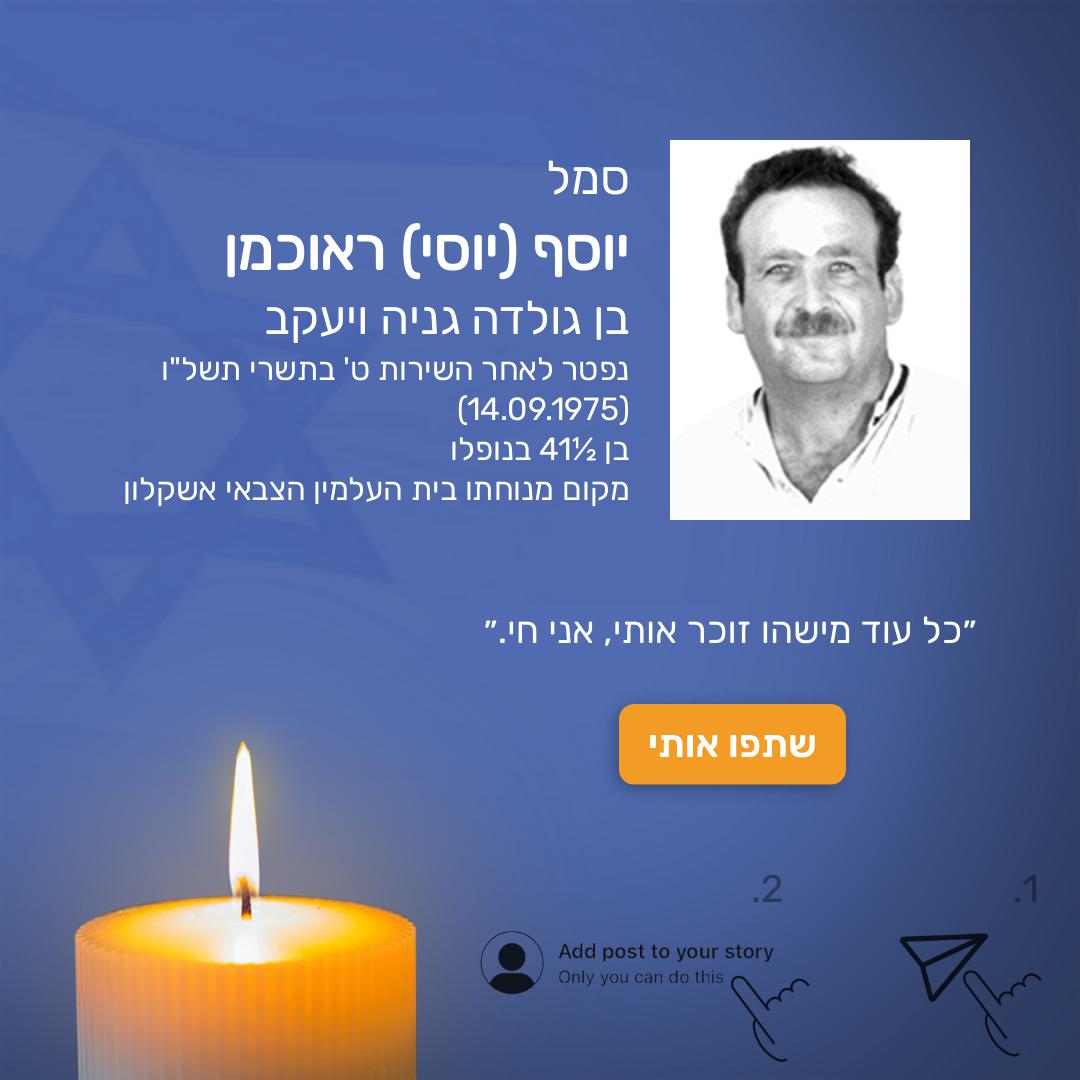 סמל
יוסף (יוסי) ראוכמן
בן גולדה גניה ויעקב
נפטר לאחר השירות ט' בתשרי תשל"ו
(14.09.1975)
בן 41½ בנופלו
מקום מנוחתו בית העלמין הצבאי אשקלון
״כל עוד מישהו זוכר אותי, אני חי.״
שתפו אותי
1.
2.
Add post to your story
Only you can do this